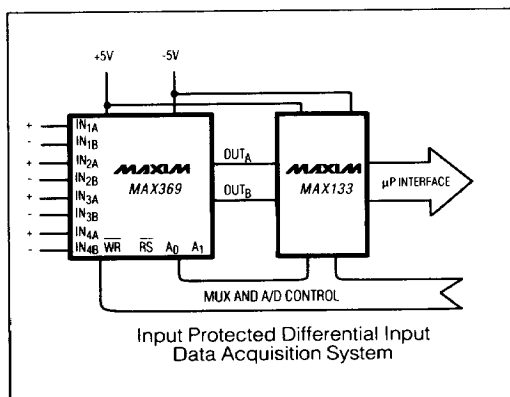 +5V -5V
+ IN1A
- IN1B
+ IN2A
- IN2B
+ IN3A
- IN3B
+ IN4A
- IN4B
WR RS A0 A1
MAXIM
MAX369
OUTA
OUTB
MAXIM
MAX133
µP INTERFACE
MUX AND A/D CONTROL
Input Protected Differential Input
Data Acquisition System